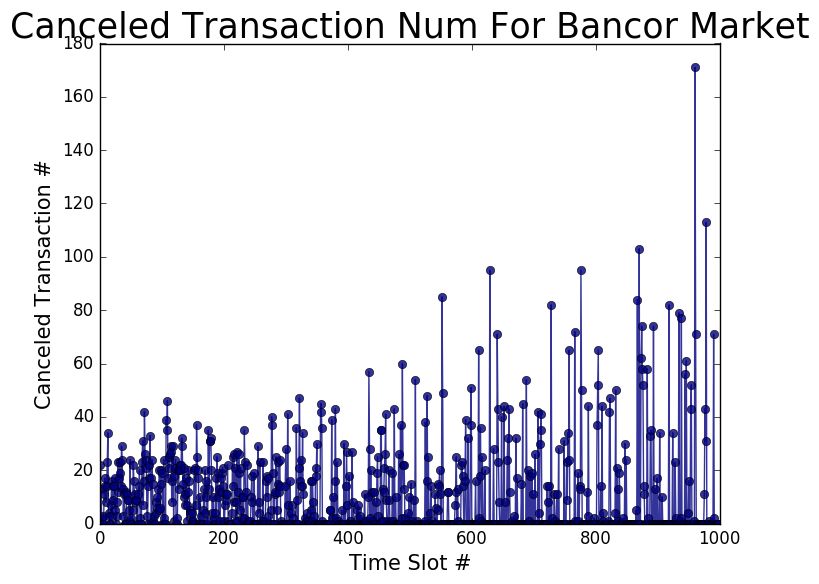 Canceled Transaction Num For Bancor Market
180
160
140
120
100
80
60
40
20
0
Canceled Transaction #
0 200 400 600 800 1000
Time Slot #